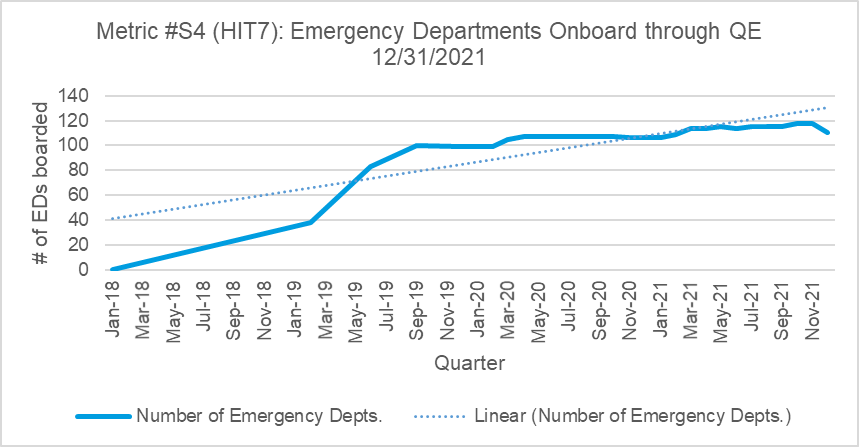 Metric #S4 (HIT7): Emergency Departments Onboard through QE
12/31/2021
# of EDs boarded
140
120
100
80
60
40
20
0
Jan-18
Mar-18
May-18
Jul-18
Sep-18
Nov-18
Jan-19
Mar-19
May-19
Jul-19
Sep-19
Nov-19
Jan-20
Mar-20
May-20
Jul-20
Sep-20
Nov-20
Jan-21
Mar-21
May-21
Jul-21
Sep-21
Nov-21
Quarter
Number of Emergency Depts.
Linear (Number of Emergency Depts.)